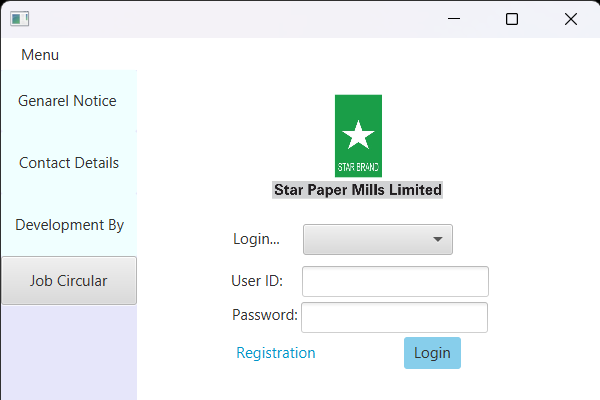 Menu
Genarel Notice
Contact Details
Development By
Job Circular
STAR BRAND
Star Paper Mills Limited
Login...
User ID:
Password:
Registration
Login